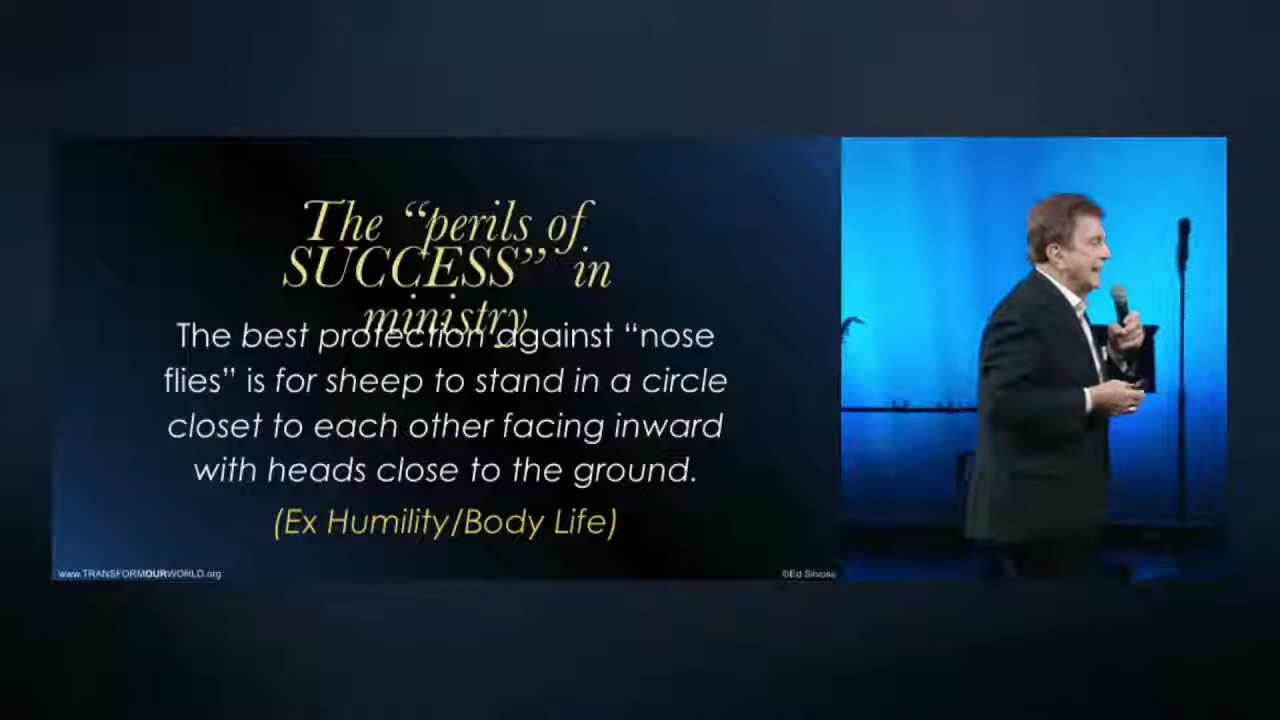 The “perils of
SUCCESS” in
ministry
The best protection against “nose
flies” is for sheep to stand in a circle
closet to each other facing inward
with heads close to the ground.
(Ex Humility/Body Life)
www.TRANSFORMOURWORLD.org
©Ed Silvoso